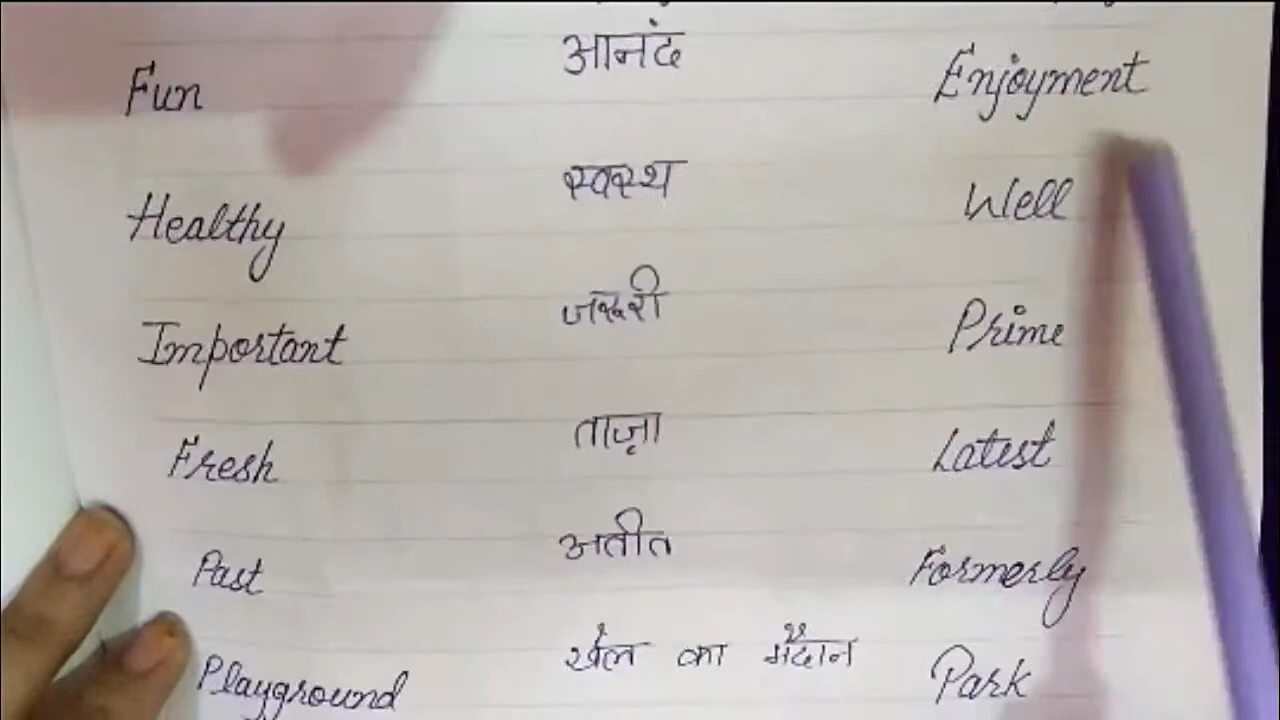 Fun आनंद Enjoyment
Healthy स्वस्थ Well
Important जरूरी Prime
Fresh ताज़ा Latest
Past अतीत Formerly
Playground खेल का मैदान Park